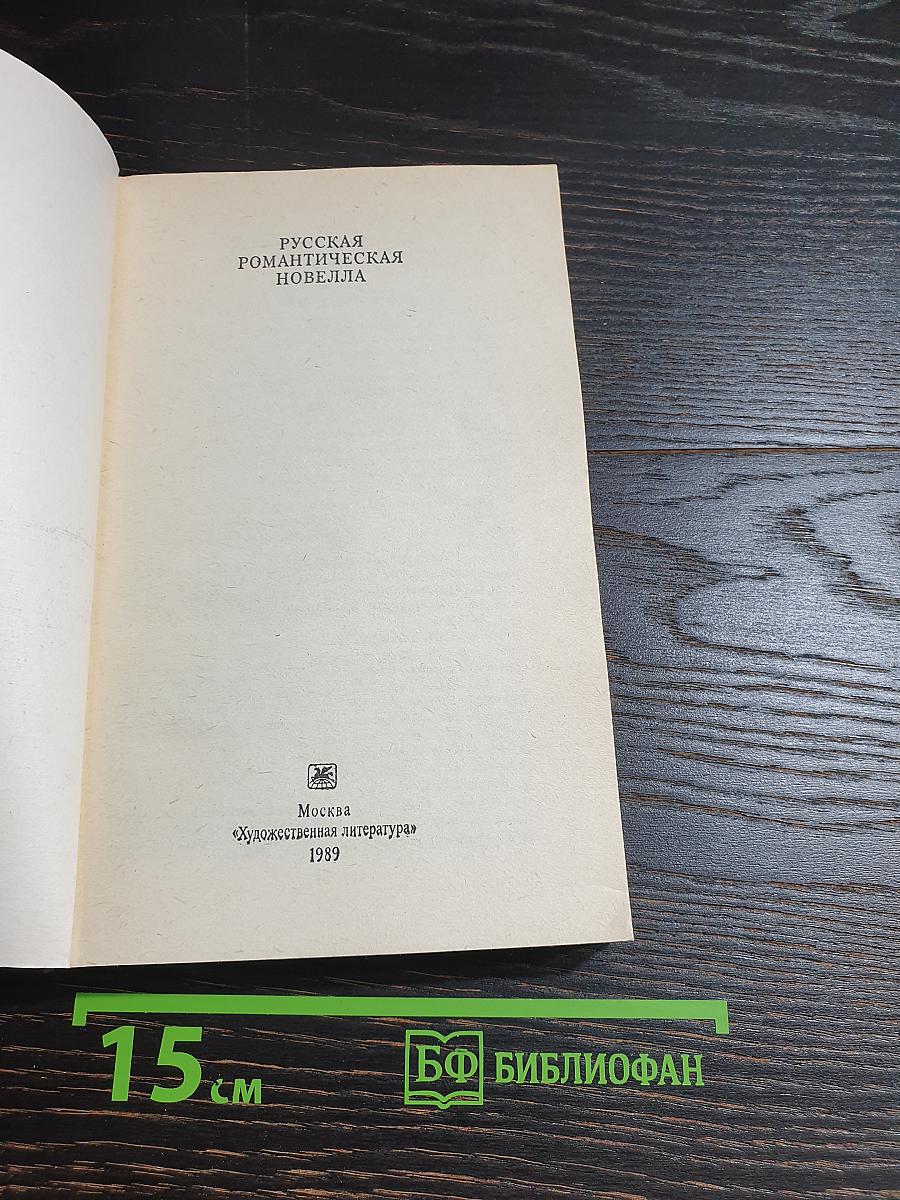 РУССКАЯ
РОМАНТИЧЕСКАЯ
НОВЕЛЛА
Москва
«Художественная литература»
1989
15 см
БФ БИБЛИОФАН